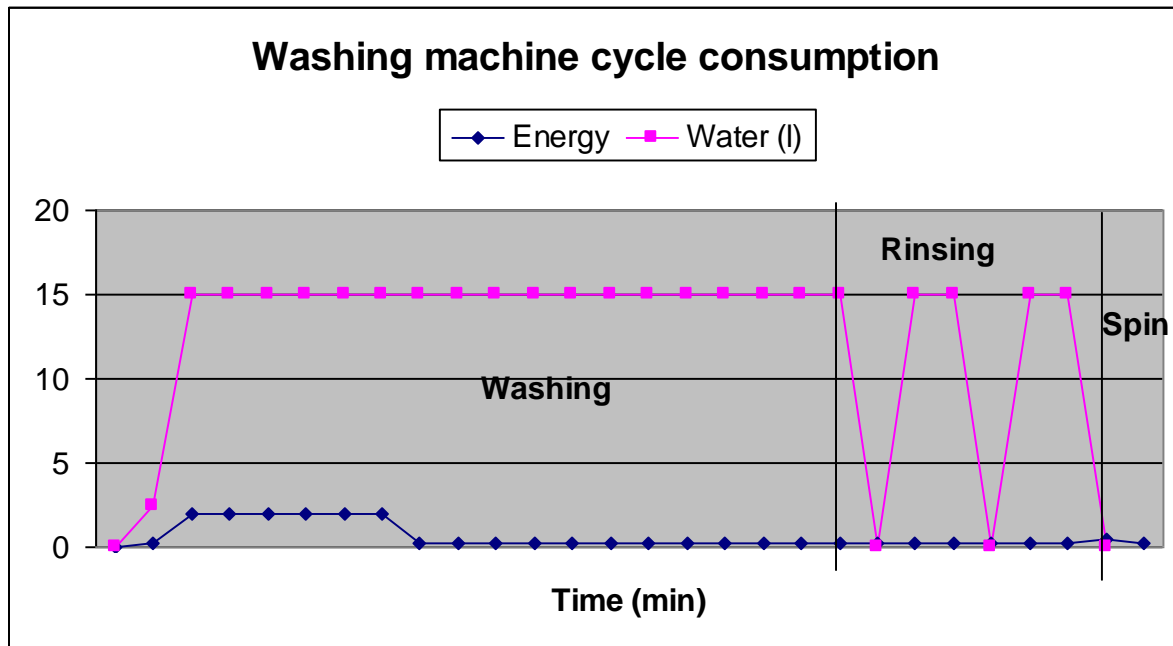 Washing machine cycle consumption
Energy Water (l)
20
Rinsing
15
Spin
10
Washing
5
0
Time (min)